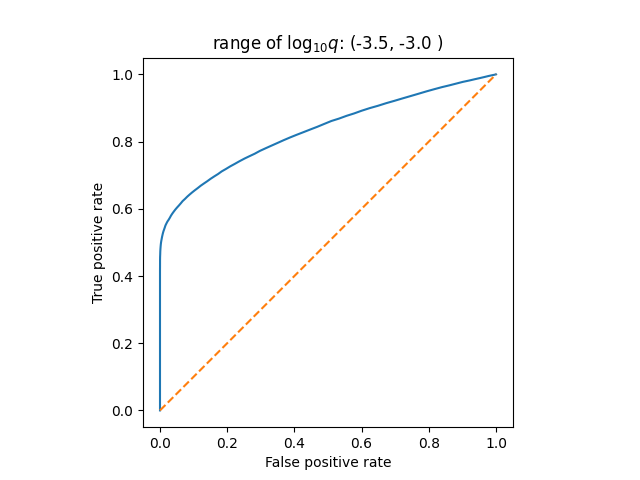 range of log₁₀q: (-3.5, -3.0 )
1.0
0.8
0.6
0.4
0.2
0.0
True positive rate
0.0 0.2 0.4 0.6 0.8 1.0
False positive rate